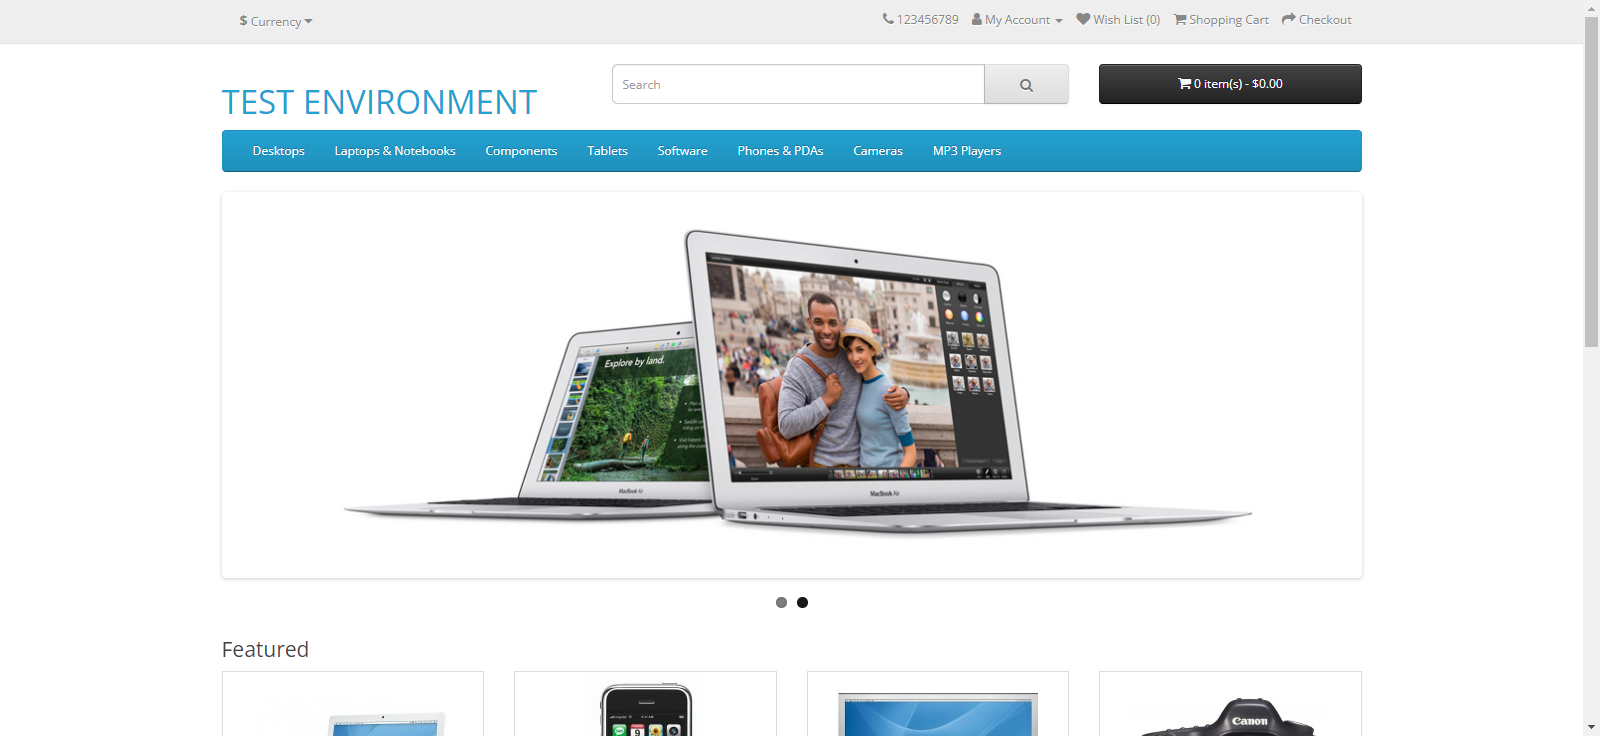 $ Currency
123456789 My Account Wish List (0) Shopping Cart Checkout
TEST ENVIRONMENT
Search
0 item(s) - $0.00
Desktops Laptops & Notebooks Components Tablets Software Phones & PDAs Cameras MP3 Players
Explore by land.
MacBook Air
MacBook Air
Featured
Canon